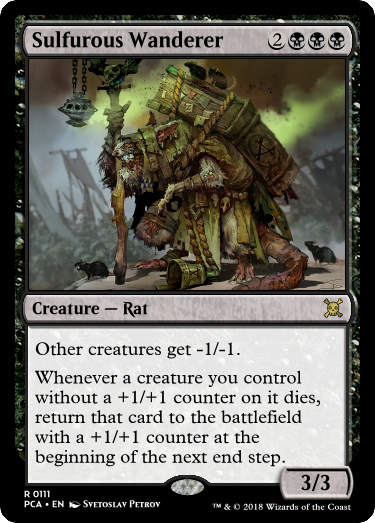 Sulfurous Wanderer 2
Creature — Rat
Other creatures get -1/-1.
Whenever a creature you control
without a +1/+1 counter on it dies,
return that card to the battlefield
with a +1/+1 counter at the
beginning of the next end step.
3/3
R 0111
PCA • EN Svetoslav Petrov
™ & © 2018 Wizards of the Coast